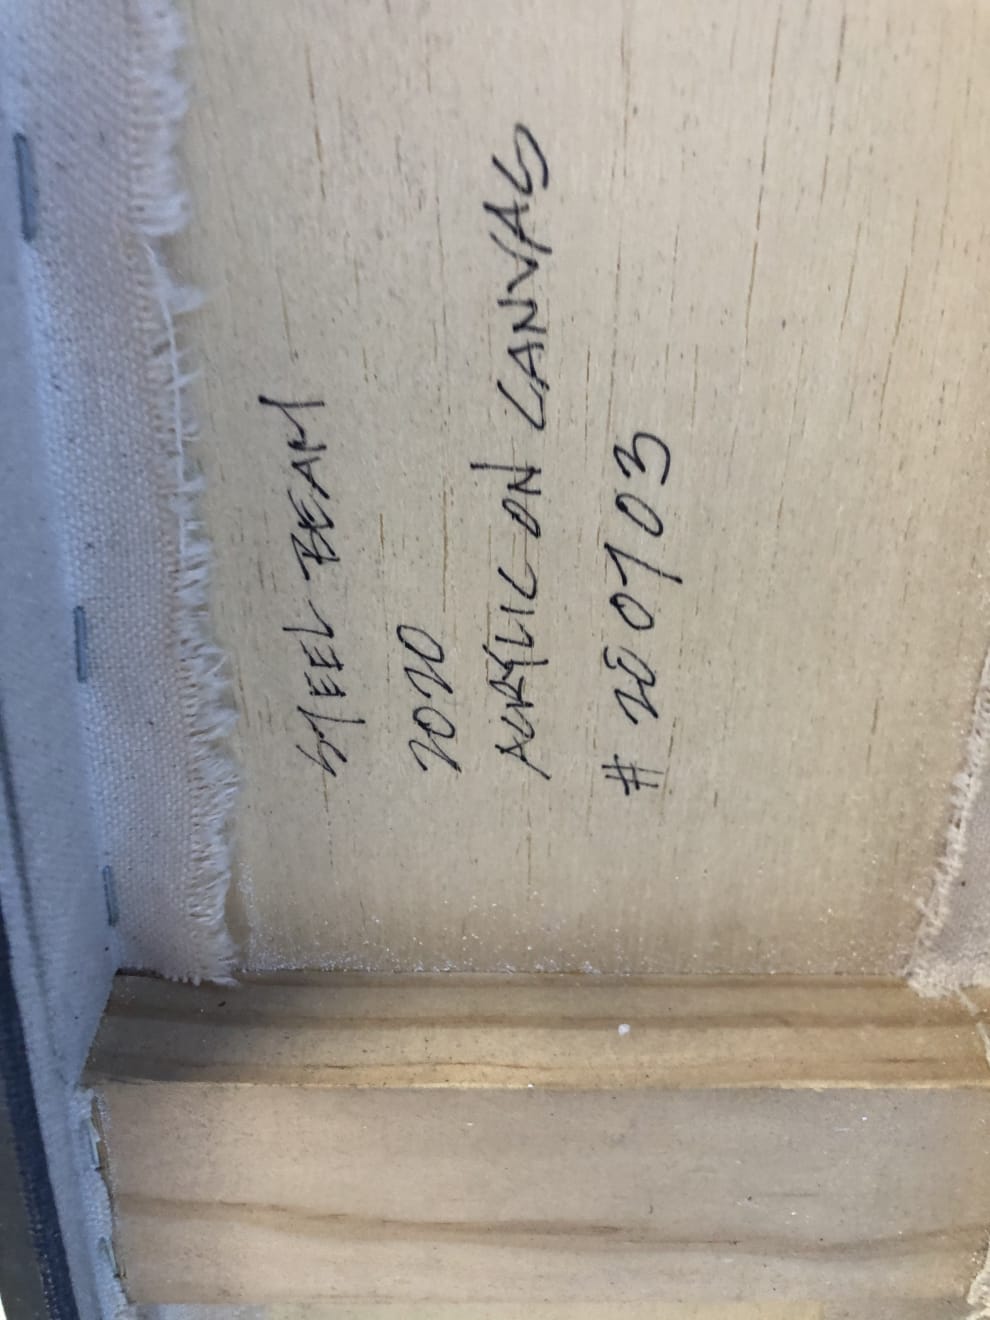 STEEL BEAM
2020
ACRYLIC ON CANVAS
# 200703